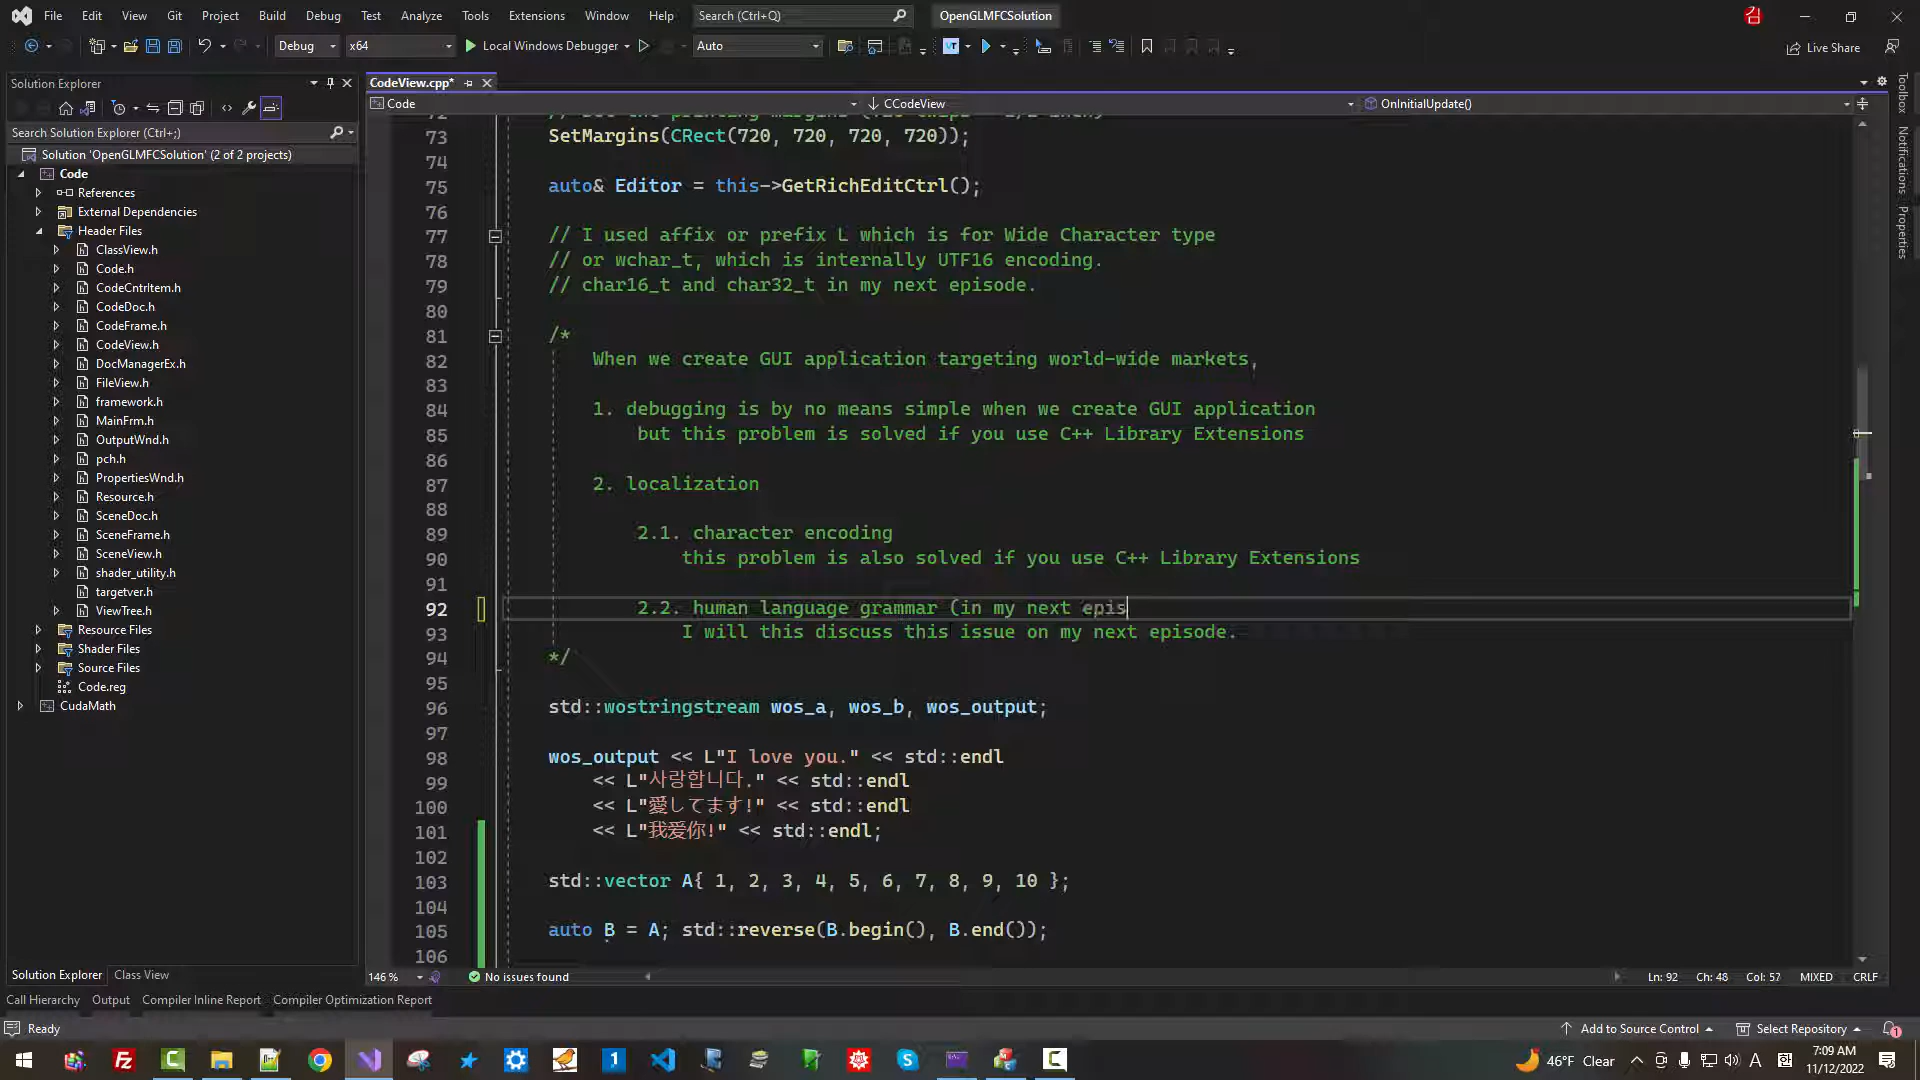 File Edit View Git Project Build Debug Test Analyze Tools Extensions Window Help Search (Ctrl+Q) OpenGLMFCSolution
Debug x64 Local Windows Debugger Auto Live Share
Solution Explorer
Search Solution Explorer (Ctrl+;)
Solution 'OpenGLMFCSolution' (2 of 2 projects)
Code
References
External Dependencies
Header Files
ClassView.h
Code.h
CodeCntrItem.h
CodeDoc.h
CodeFrame.h
CodeView.h
DocManagerEx.h
FileView.h
framework.h
MainFrm.h
OutputWnd.h
pch.h
PropertiesWnd.h
Resource.h
SceneDoc.h
SceneFrame.h
SceneView.h
shader_utility.h
targetver.h
ViewTree.h
Resource Files
Shader Files
Source Files
Code.reg
CudaMath
Solution Explorer Class View
CodeView.cpp*
Code CCodeView OnInitialUpdate()
73 SetMargins(CRect(720, 720, 720, 720));
74
75 auto& Editor = this->GetRichEditCtrl();
76
77 // I used affix or prefix L which is for Wide Character type
78 // or wchar_t, which is internally UTF16 encoding.
79 // char16_t and char32_t in my next episode.
80
81 /*
82 When we create GUI application targeting world-wide markets,
83
84 1. debugging is by no means simple when we create GUI application
85 but this problem is solved if you use C++ Library Extensions
86
87 2. localization
88
89 2.1. character encoding
90 this problem is also solved if you use C++ Library Extensions
91
92 2.2. human language grammar (in my next epis
93 I will this discuss this issue on my next episode.
94 */
95
96 std::wostringstream wos_a, wos_b, wos_output;
97
98 wos_output << L"I love you." << std::endl
99 << L"사랑합니다." << std::endl
100 << L"愛してます!" << std::endl
101 << L"我爱你!" << std::endl;
102
103 std::vector A{ 1, 2, 3, 4, 5, 6, 7, 8, 9, 10 };
104
105 auto B = A; std::reverse(B.begin(), B.end());
106
146 % No issues found Ln: 92 Ch: 48 Col: 57 MIXED CRLF
Toolbox
Notifications
Properties
Call Hierarchy Output Compiler Inline Report Compiler Optimization Report
Ready Add to Source Control Select Repository 1
46°F Clear A 7:09 AM
11/12/2022